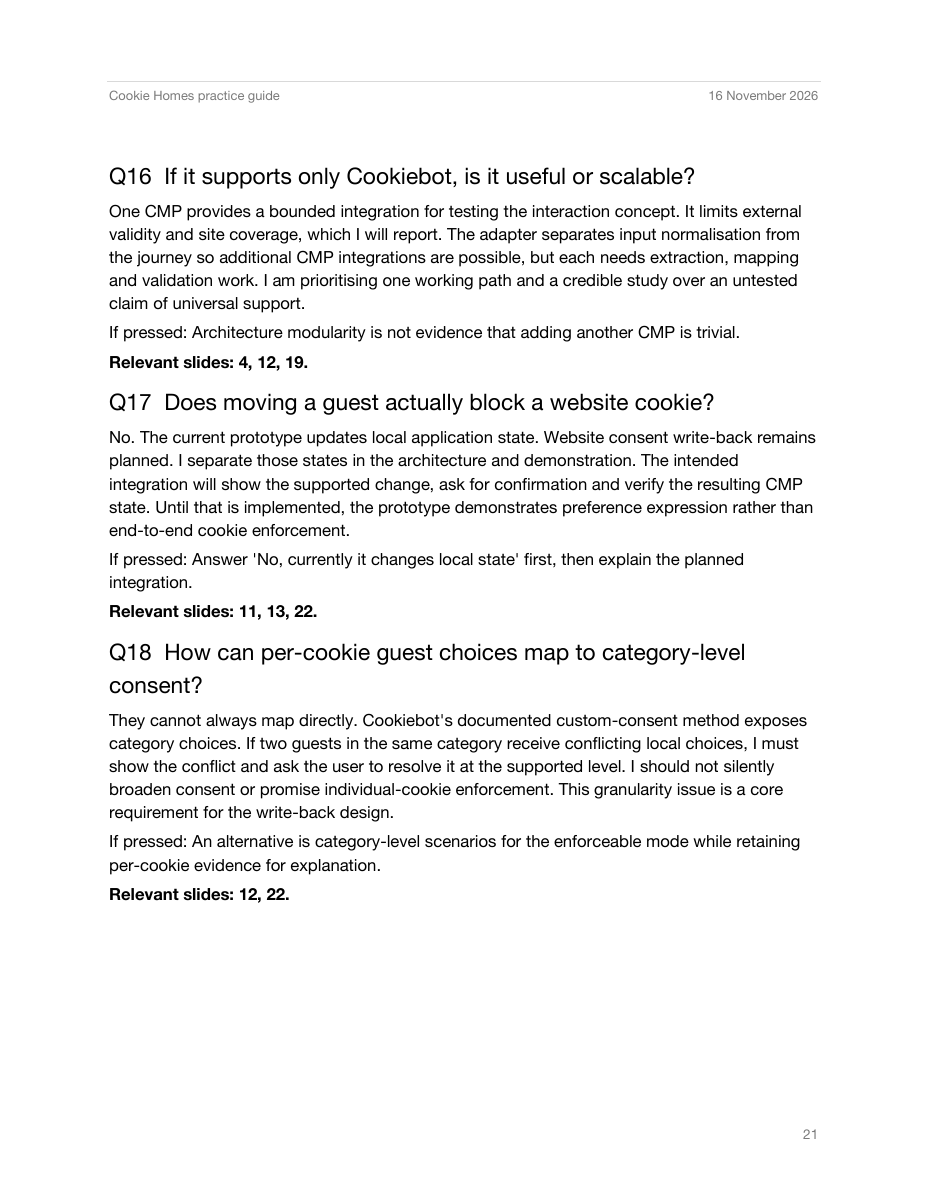 Cookie Homes practice guide
16 November 2026
Q16 If it supports only Cookiebot, is it useful or scalable?
One CMP provides a bounded integration for testing the interaction concept. It limits external
validity and site coverage, which I will report. The adapter separates input normalisation from
the journey so additional CMP integrations are possible, but each needs extraction, mapping
and validation work. I am prioritising one working path and a credible study over an untested
claim of universal support.
If pressed: Architecture modularity is not evidence that adding another CMP is trivial.
Relevant slides: 4, 12, 19.
Q17 Does moving a guest actually block a website cookie?
No. The current prototype updates local application state. Website consent write-back remains
planned. I separate those states in the architecture and demonstration. The intended
integration will show the supported change, ask for confirmation and verify the resulting CMP
state. Until that is implemented, the prototype demonstrates preference expression rather than
end-to-end cookie enforcement.
If pressed: Answer 'No, currently it changes local state' first, then explain the planned
integration.
Relevant slides: 11, 13, 22.
Q18 How can per-cookie guest choices map to category-level
consent?
They cannot always map directly. Cookiebot's documented custom-consent method exposes
category choices. If two guests in the same category receive conflicting local choices, I must
show the conflict and ask the user to resolve it at the supported level. I should not silently
broaden consent or promise individual-cookie enforcement. This granularity issue is a core
requirement for the write-back design.
If pressed: An alternative is category-level scenarios for the enforceable mode while retaining
per-cookie evidence for explanation.
Relevant slides: 12, 22.
21